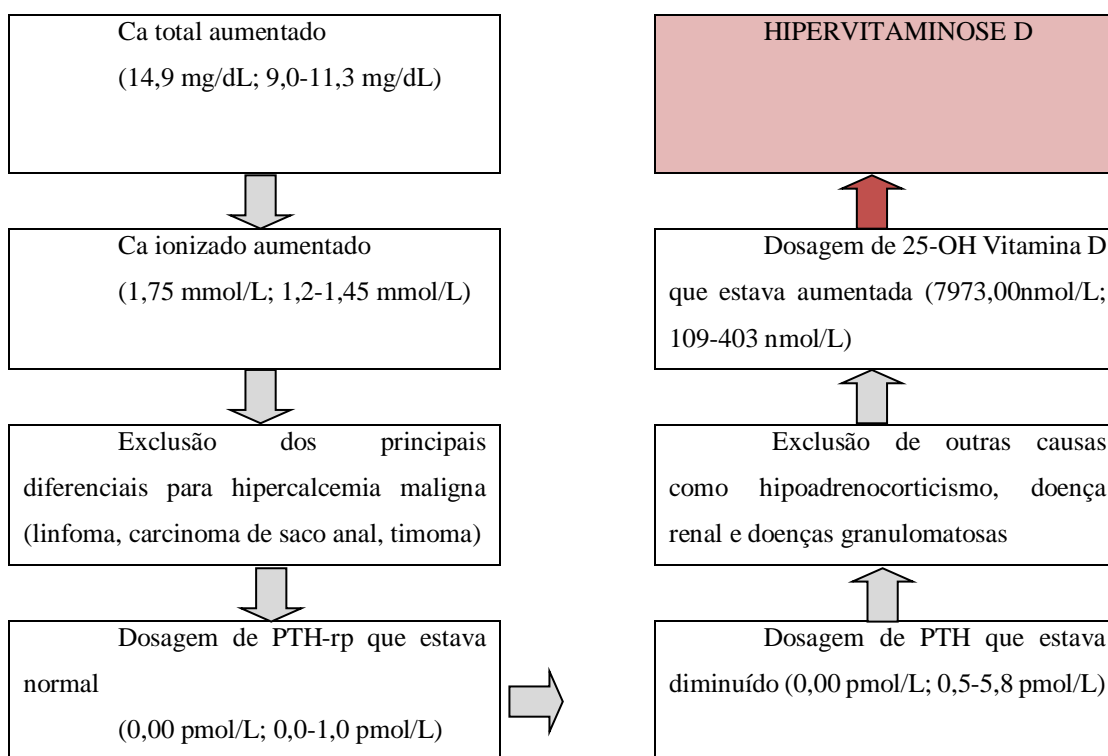 Ca total aumentado
(14,9 mg/dL; 9,0-11,3 mg/dL)
Ca ionizado aumentado
(1,75 mmol/L; 1,2-1,45 mmol/L)
Exclusão dos principais
diferenciais para hipercalcemia maligna
(linfoma, carcinoma de saco anal, timoma)
Dosagem de PTH-rp que estava
normal
(0,00 pmol/L; 0,0-1,0 pmol/L)
Dosagem de PTH que estava
diminuído (0,00 pmol/L; 0,5-5,8 pmol/L)
Exclusão de outras causas
como hipoadrenocorticismo, doença
renal e doenças granulomatosas
Dosagem de 25-OH Vitamina D
que estava aumentada (7973,00nmol/L;
109-403 nmol/L)
HIPERVITAMINOSE D